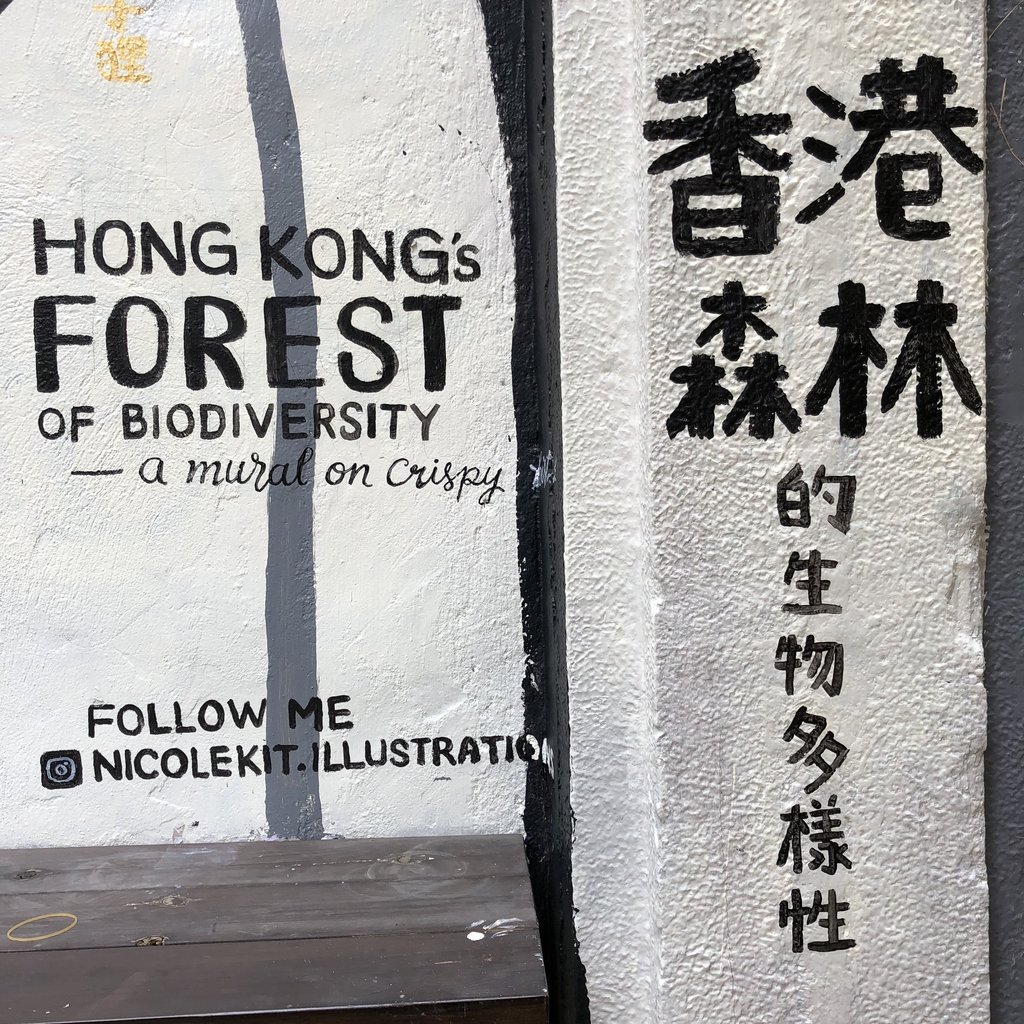 HONG KONG's
FOREST
OF BIODIVERSITY
— a mural on crispy
FOLLOW ME
NICOLEKIT.ILLUSTRATION
香港
森林
的生物多樣性